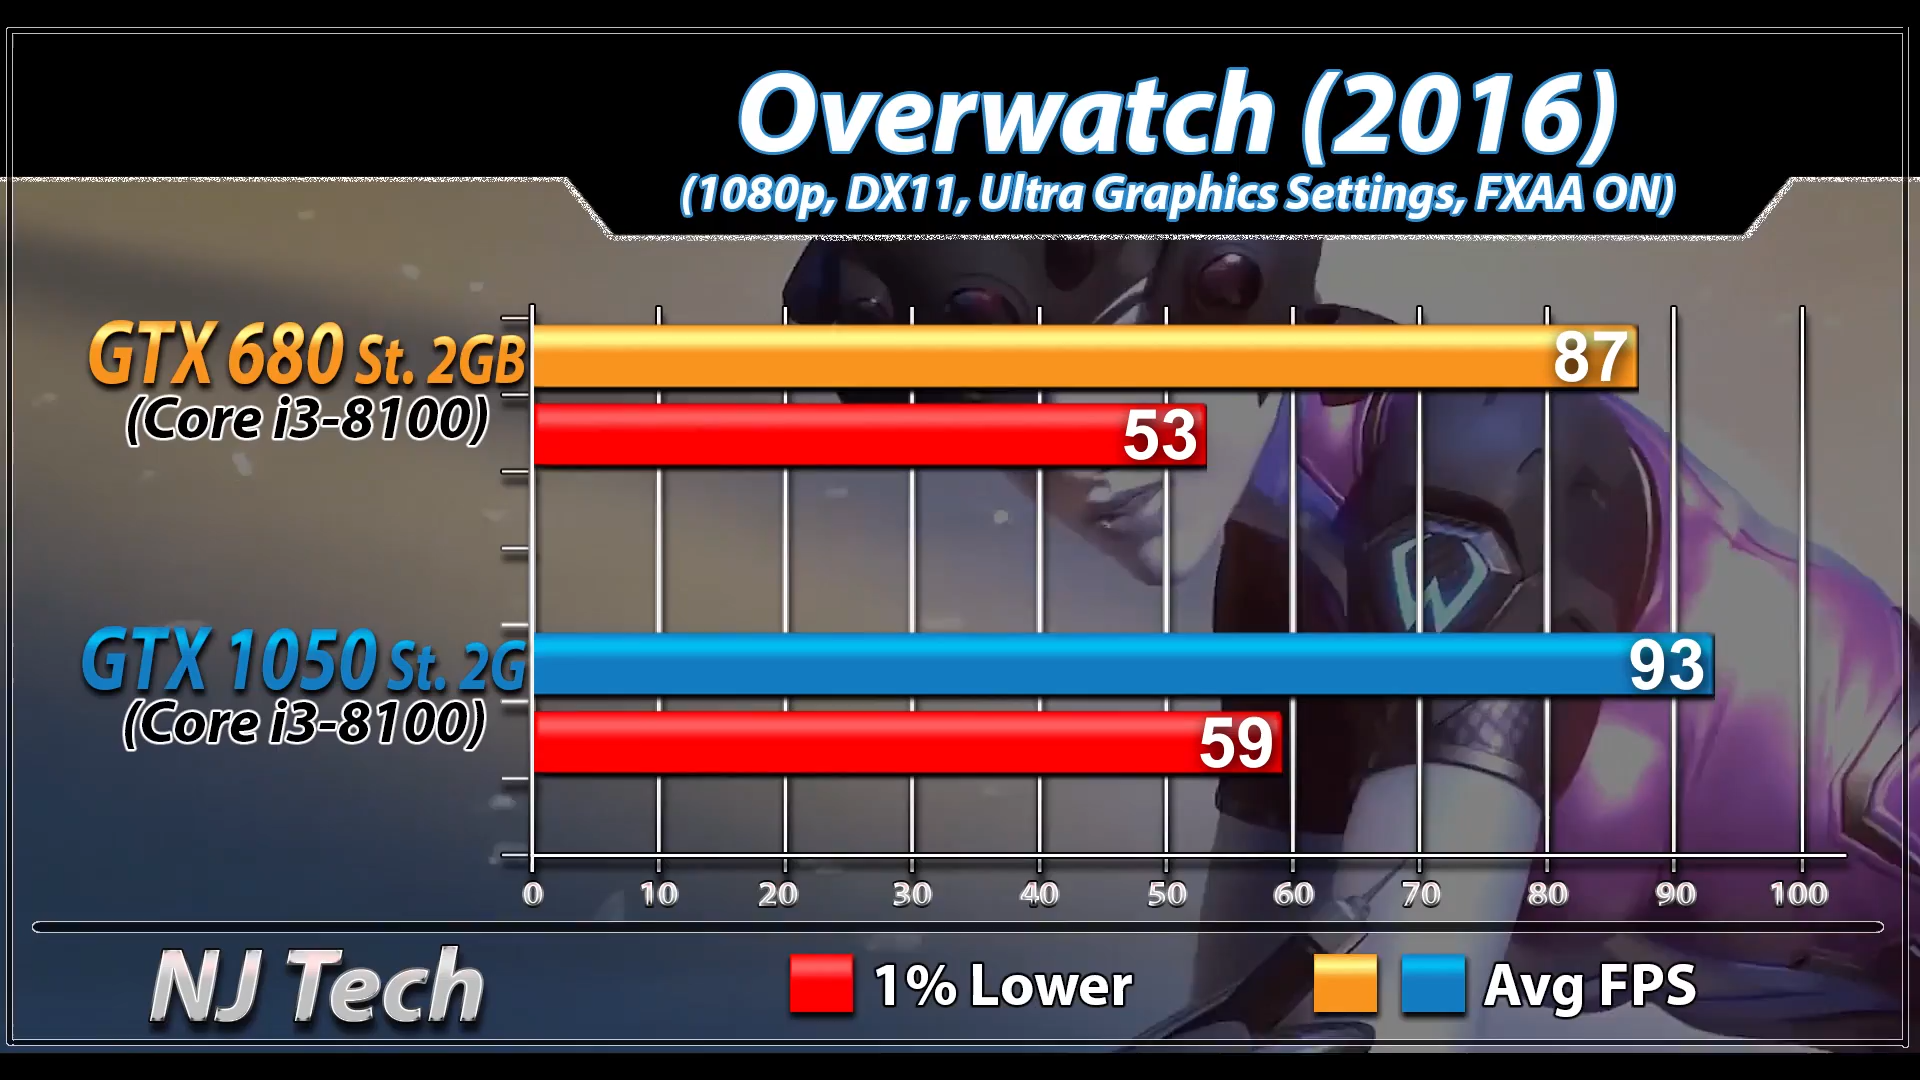 Overwatch (2016)
(1080p, DX11, Ultra Graphics Settings, FXAA ON)
GTX 680 St. 2GB
(Core i3-8100)
87
53
GTX 1050 St. 2G
(Core i3-8100)
93
59
0 10 20 30 40 50 60 70 80 90 100
NJ Tech
1% Lower
Avg FPS